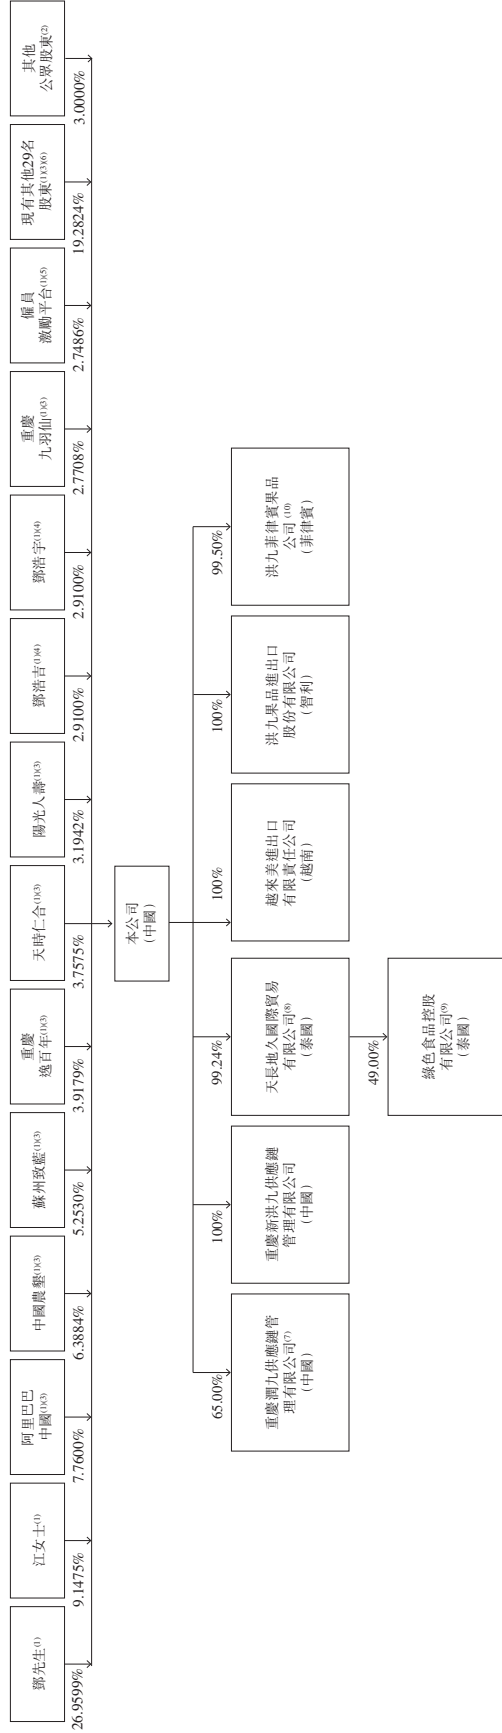 鄧先生(1)
26.9599%
江女士(1)
9.1475%
阿里巴巴
中國(1)(3)
7.7600%
中國農墾(1)(3)
6.3884%
蘇州致藍(1)(3)
5.2530%
重慶
逸百年(1)(3)
3.9179%
天時仁合(1)(3)
3.7575%
陽光人壽(1)(3)
3.1942%
鄧浩吉(1)(4)
2.9100%
鄧浩宇(1)(4)
2.9100%
重慶
九羽仙(1)(3)
2.7708%
僱員
激勵平台(1)(5)
2.7486%
現有其他29名
股東(1)(3)(6)
19.2824%
其他
公眾股東(2)
3.0000%
本公司
（中國）
65.00%
重慶潤九供應鏈管
理有限公司(7)
（中國）
100%
重慶新洪九供應鏈
管理有限公司
（中國）
99.24%
天長地久國際貿易
有限公司(8)
（泰國）
100%
越來美進出口
有限責任公司
（越南）
100%
洪九果品進出口
股份有限公司
（智利）
99.50%
洪九菲律賓果品
公司(10)
（菲律賓）
49.00%
綠色食品控股
有限公司(9)
（泰國）